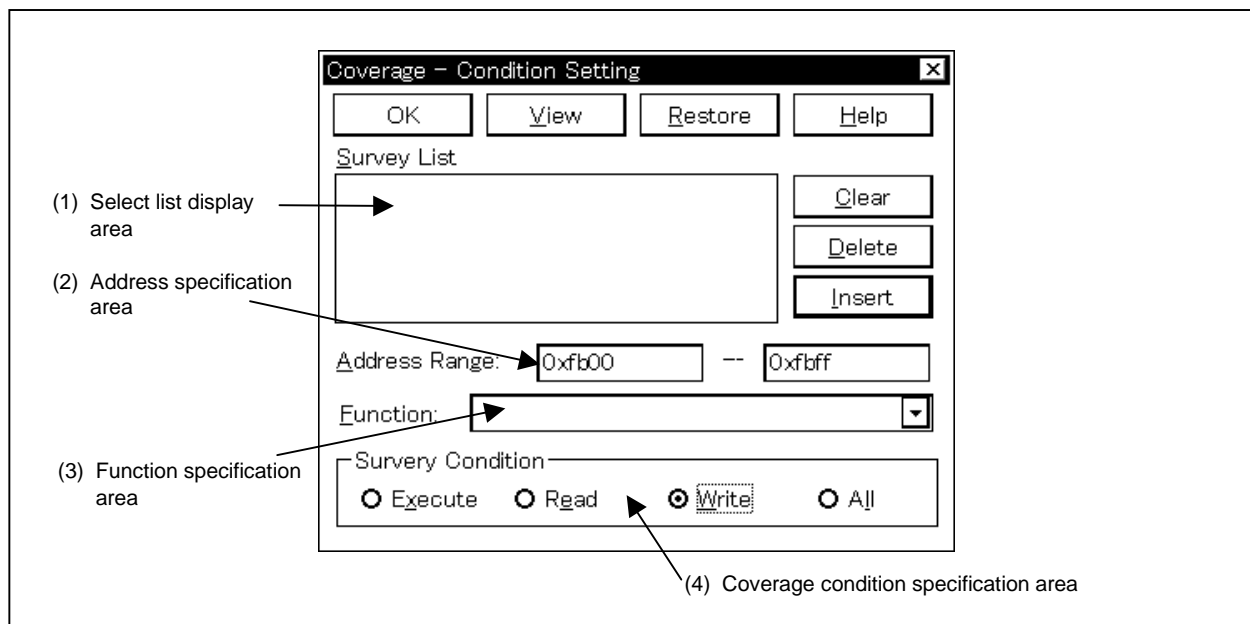 Coverage - Condition Setting
OK View Restore Help
Survey List
(1) Select list display
area
Clear
Delete
Insert
(2) Address specification
area
Address Range: 0xfb00 -- 0xfbff
Function:
(3) Function specification
area
Survery Condition
Execute Read Write All
(4) Coverage condition specification area